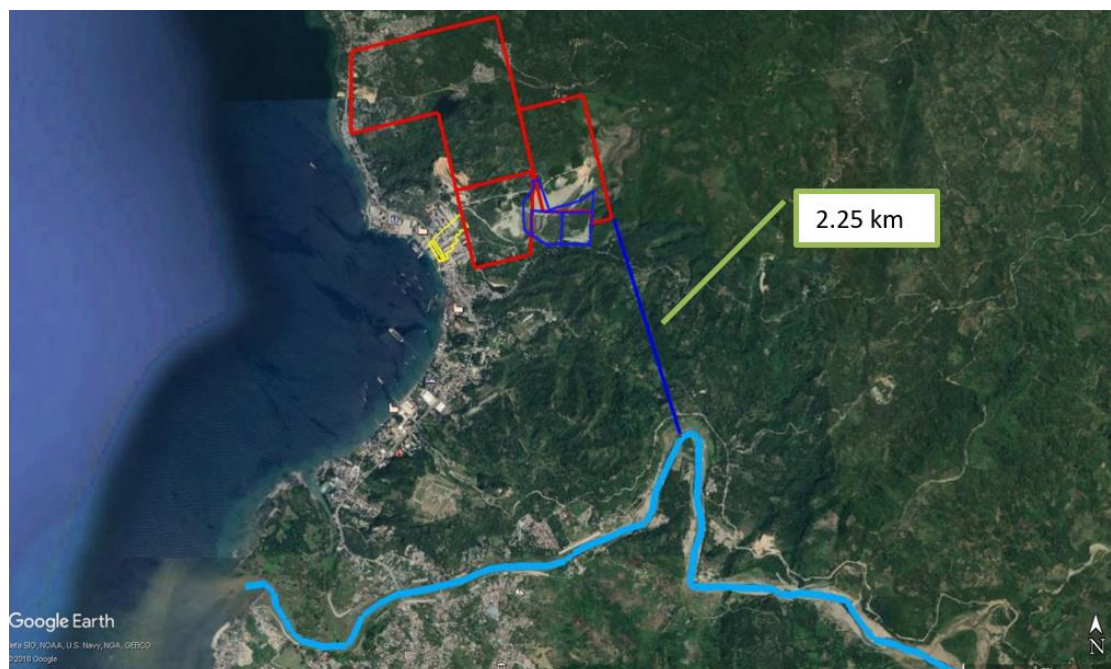 2.25 km
Google Earth
Data SIO, NOAA, U.S. Navy, NGA, GEBCO
©2018 Google
N